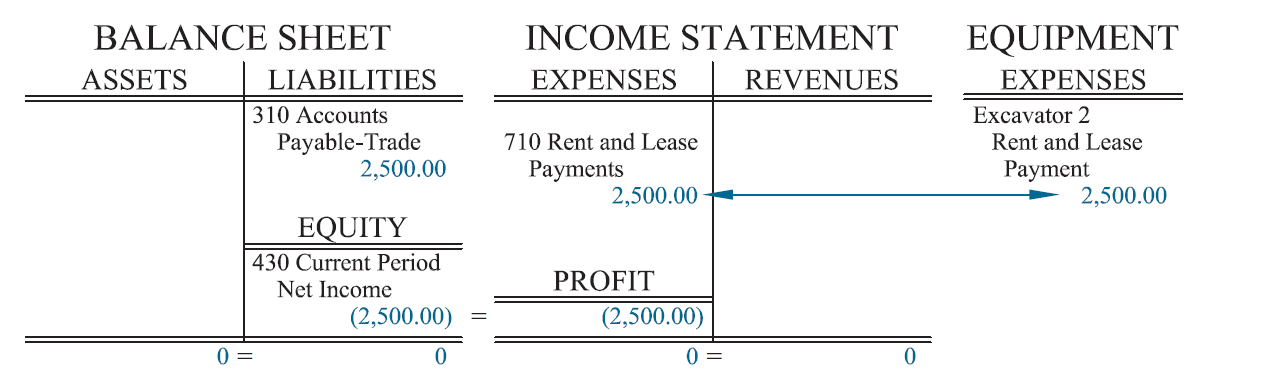 BALANCE SHEET
ASSETS
LIABILITIES
310 Accounts
Payable-Trade
2,500.00
EQUITY
430 Current Period
Net Income
(2,500.00)
0 =
0
=
INCOME STATEMENT
EXPENSES
REVENUES
710 Rent and Lease
Payments
2,500.00
PROFIT
(2,500.00)
0 =
0
EQUIPMENT
EXPENSES
Excavator 2
Rent and Lease
Payment
2,500.00